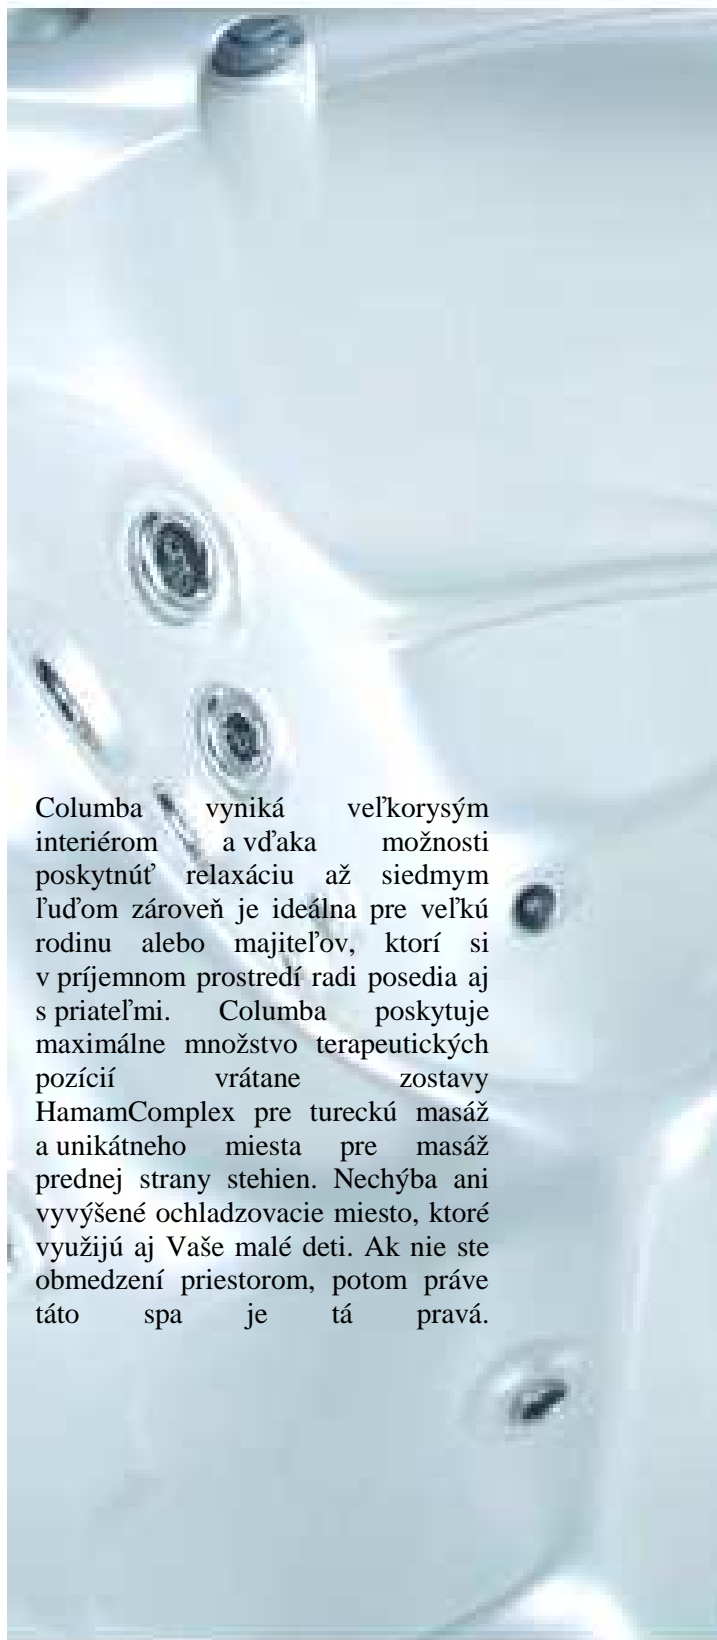 Columba vyniká veľkorysým
interiérom a vďaka možnosti
poskytnúť relaxáciu až siedmym
ľuďom zároveň je ideálna pre veľkú
rodinu alebo majiteľov, ktorí si
v príjemnom prostredí radi posedia aj
s priateľmi. Columba poskytuje
maximálne množstvo terapeutických
pozícií vrátane zostavy
HamamComplex pre tureckú masáž
a unikátneho miesta pre masáž
prednej strany stehien. Nechýba ani
vyvýšené ochladzovacie miesto, ktoré
využijú aj Vaše malé deti. Ak nie ste
obmedzení priestorom, potom práve
táto spa je tá pravá.